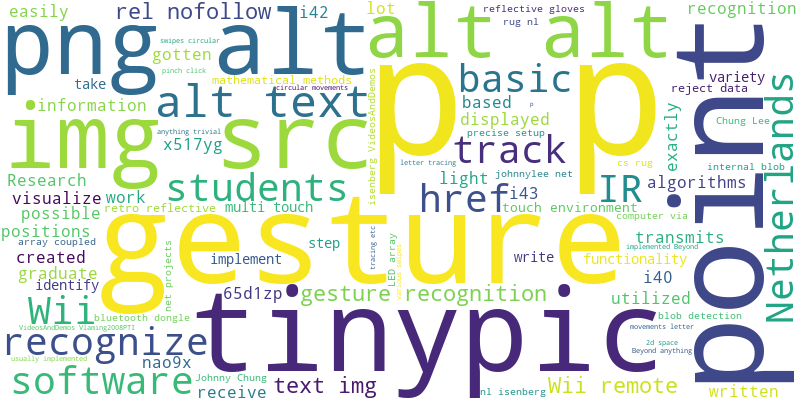 easily
rel nofollow
i42
lot
reflective gloves
recognition
rug nl
png
alt
alt
alt
swipes circular
gotten
pinch click
take
mathematical methods
circular movements
basic
variety
reject data
information
alt text
based
p
displayed
p
p
point
anything trivial
x517yg
precise setup
exactly
Chung Lee
img
src
track
isenberg VideosAndDemos
letter tracing
cs rug
internal blob
Research
students
johnnylee net
light
IR
algorithms
visualize
work
href
i43
Netherlands
possible
retro reflective
multi touch
touch environment
computer via
positions
gesture
array coupled
step
transmits
created
net projects
implement
tracing etc
LED array
write
implemented Beyond
functionality
graduate
identify
i40
Wii
65d1zp
gesture recognition
utilized
bluetooth dongle
blob detection
VideosAndDemos Vlaming2008PTI
tinypic
movements letter
recognize
2d space
Beyond anything
usually implemented
nao9x
software
Johnny Chung
text img
receive
nl isenberg
Wii remote
written